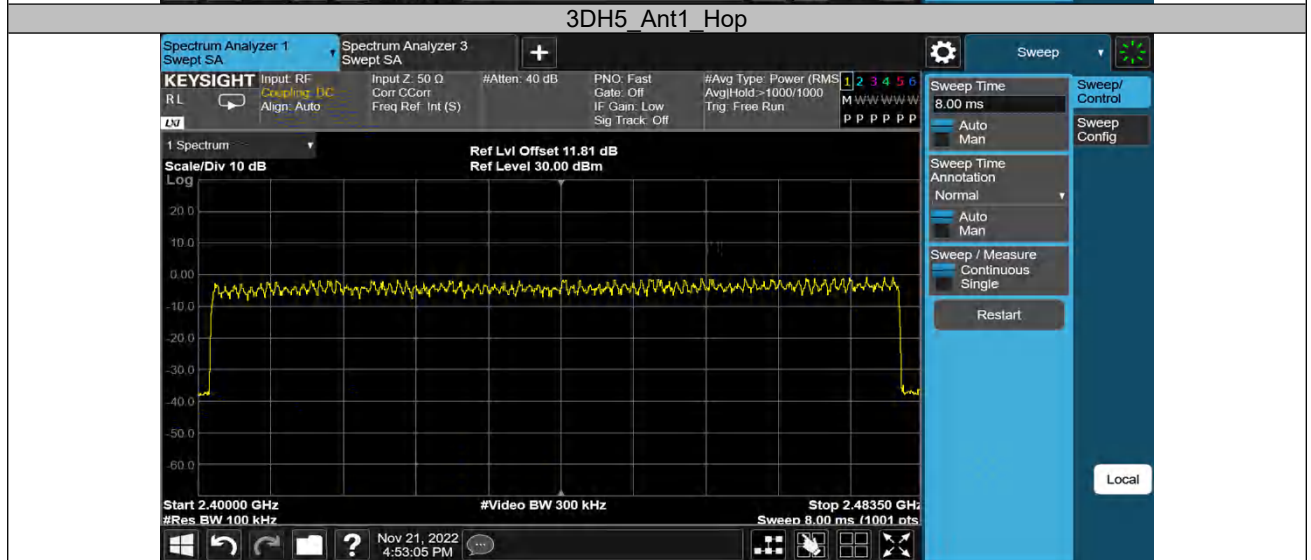 3DH5_Ant1_Hop
Spectrum Analyzer 1
Swept SA
Spectrum Analyzer 3
Swept SA
+
Sweep
KEYSIGHT
RL
LXI
Input: RF
Coupling: DC
Align: Auto
Input Z: 50 Ω
Corr CCorr
Freq Ref: Int (S)
#Atten: 40 dB
PNO: Fast
Gate: Off
IF Gain: Low
Sig Track: Off
#Avg Type: Power (RMS
Avg|Hold:>1000/1000
Trig: Free Run
1 2 3 4 5 6
M W W W W W
P P P P P P
1 Spectrum
Scale/Div 10 dB
Ref Lvl Offset 11.81 dB
Ref Level 30.00 dBm
Log
20.0
10.0
0.00
-10.0
-20.0
-30.0
-40.0
-50.0
-60.0
Start 2.40000 GHz
#Res BW 100 kHz
#Video BW 300 kHz
Stop 2.48350 GHz
Sweep 8.00 ms (1001 pts
Sweep Time
8.00 ms
Auto
Man
Sweep Time
Annotation
Normal
Auto
Man
Sweep / Measure
Continuous
Single
Restart
Sweep/
Control
Sweep
Config
Local
?
Nov 21, 2022
4:53:05 PM